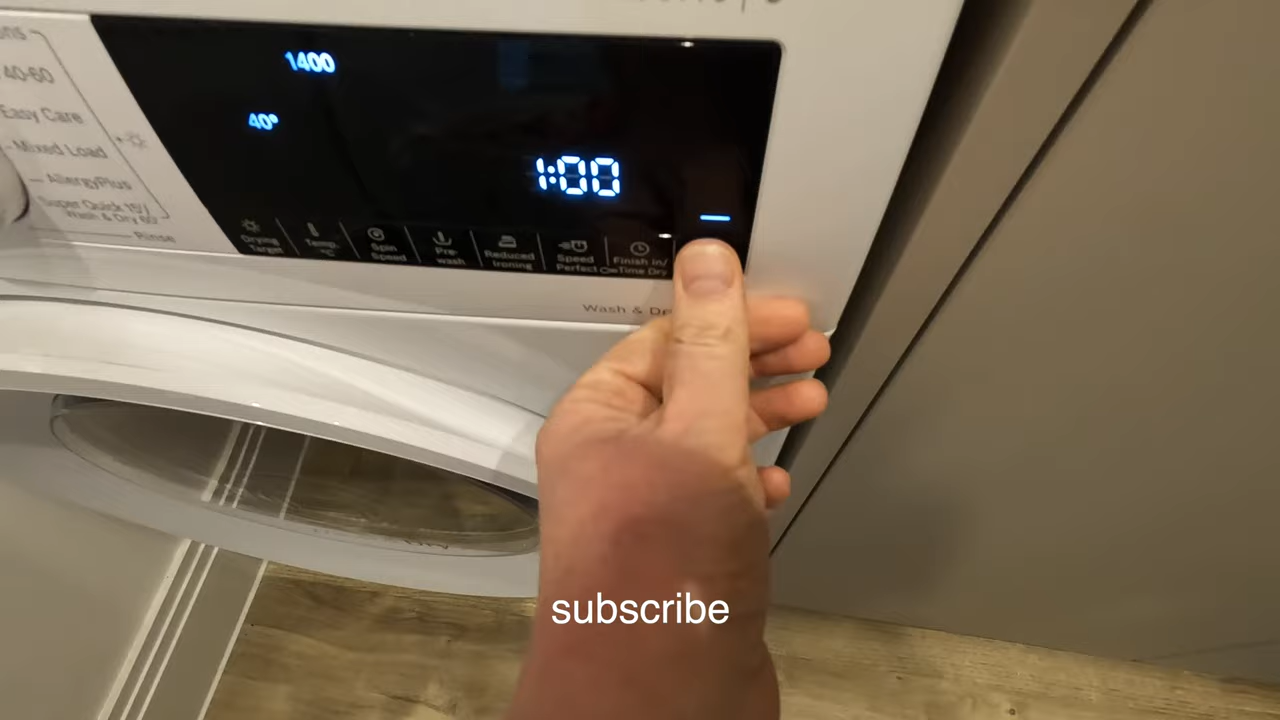 1400
40-60
40°
Easy Care
Mixed Load
AllergyPlus
1:00
Super Quick 15'/
Wash & Dry 60'
Rinse
Drying
Target
Temp.
°C
Spin
Speed
Pre-
wash
Reduced
Ironing
Speed
Perfect
Finish in/
Time Dry
Wash &
subscribe